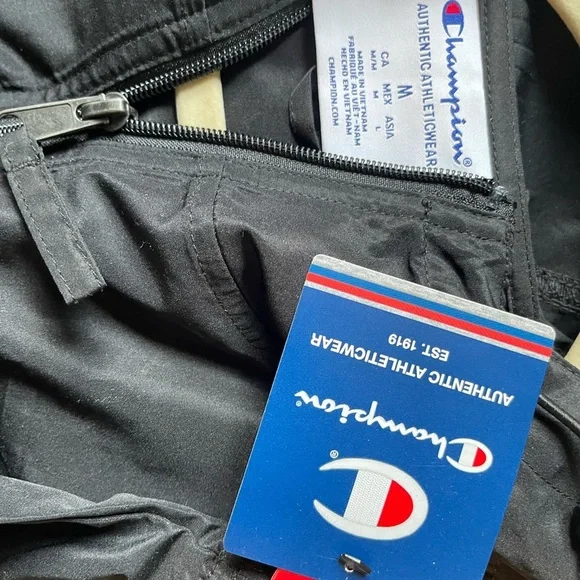 Champion®
AUTHENTIC ATHLETICWEAR
M
CA MEX ASIA
M/M M L
MADE IN VIETNAM
FABRIQUÉ AU VIÊT-NAM
HECHO EN VIETNAM
CHAMPION.COM
®
Champion
AUTHENTIC ATHLETICWEAR
EST. 1919